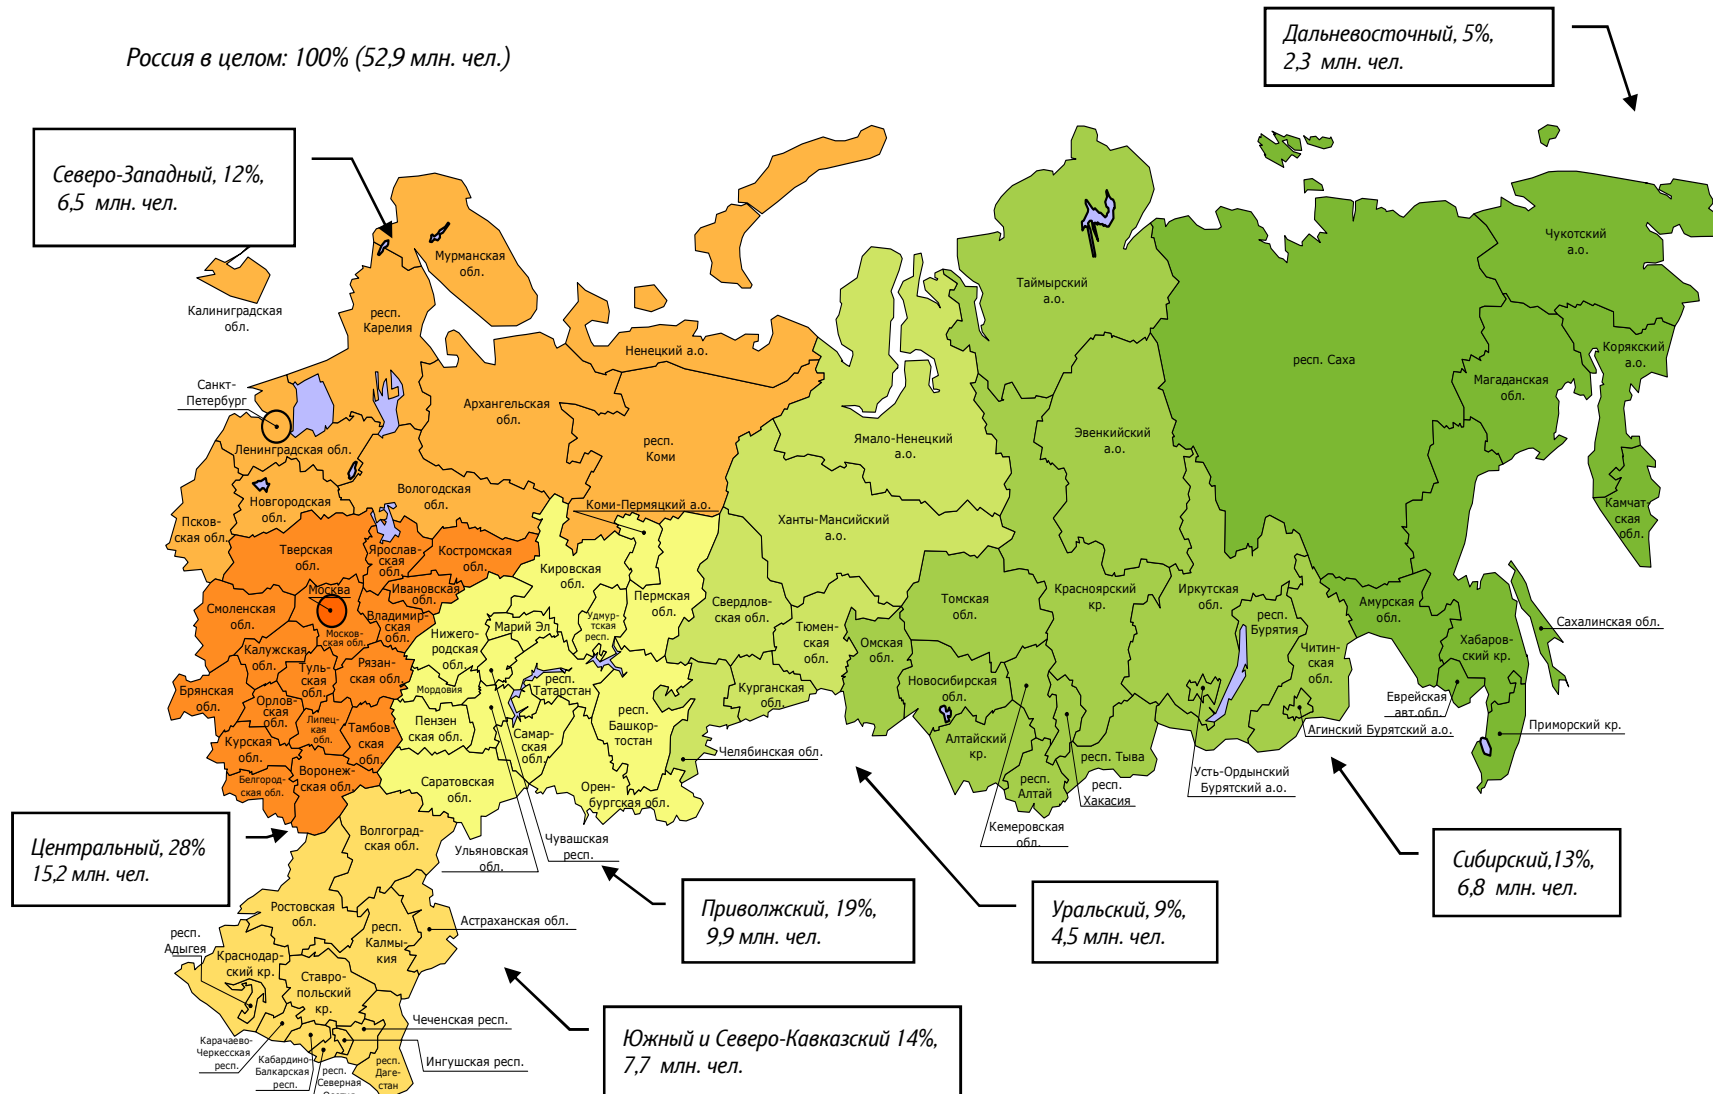 Россия в целом: 100% (52,9 млн. чел.)
Дальневосточный, 5%,
2,3 млн. чел.
Северо-Западный, 12%,
6,5 млн. чел.
Мурманская
обл.
Калининградская
обл.
респ.
Карелия
Ненецкий а.о.
Санкт-
Петербург
Архангельская
обл.
Ленинградская обл.
респ.
Коми
Вологодская
обл.
Новгородская
обл.
Псков-
ская обл.
Коми-Пермяцкий а.о.
Таймырский
а.о.
Чукотский
а.о.
респ. Саха
Корякский
а.о.
Магаданская
обл.
Ямало-Ненецкий
а.о.
Эвенкийский
а.о.
Ханты-Мансийский
а.о.
Камчат-
ская
обл.
Тверская
обл.
Ярослав-
ская
обл.
Костромская
обл.
Кировская
обл.
Пермская
обл.
Свердлов-
ская обл.
Томская
обл.
Красноярский
кр.
Иркутская
обл.
Амурская
обл.
Сахалинская обл.
Хабаров-
ский кр.
Смоленская
обл.
Москва
Ивановская
обл.
Владимир-
ская
обл.
Москов-
ская обл.
Нижего-
родская
обл.
Марий Эл
Удмур-
тская
респ.
Тюмен-
ская
обл.
Омская
обл.
респ.
Бурятия
Читин-
ская
обл.
Калужская
обл.
Туль-
ская
обл.
Рязан-
ская обл.
Брянская
обл.
Орлов-
ская
обл.
Липец-
кая
обл.
Тамбов-
ская
обл.
Мордовия
респ.
Татарстан
Курганская
обл.
Новосибирская
обл.
Еврейская
авт.обл.
Пензен
ская обл.
Самар-
ская
обл.
респ.
Башкор-
тостан
Челябинская обл.
Алтайский
кр.
Агинский Бурятский а.о.
Приморский кр.
Курская
обл.
Воронеж-
ская обл.
Белгород-
ская обл.
Саратовская
обл.
Орен-
бургская обл.
респ.
Алтай
респ. Тыва
респ.
Хакасия
Усть-Ордынский
Бурятский а.о.
Кемеровская
обл.
Волгоград-
ская обл.
Ульяновская
обл.
Чувашская
респ.
Центральный, 28%
15,2 млн. чел.
Приволжский, 19%,
9,9 млн. чел.
Уральский, 9%,
4,5 млн. чел.
Сибирский,13%,
6,8 млн. чел.
Ростовская
обл.
респ.
Калмы-
кия
Астраханская обл.
респ.
Адыгея
Краснодар-
ский кр.
Ставро-
польский
кр.
Чеченская респ.
Ингушская респ.
Карачаево-
Черкесская
респ.
Кабардино-
Балкарская
респ.
респ.
Северная
респ.
Даге-
стан
Южный и Северо-Кавказский 14%,
7,7 млн. чел.